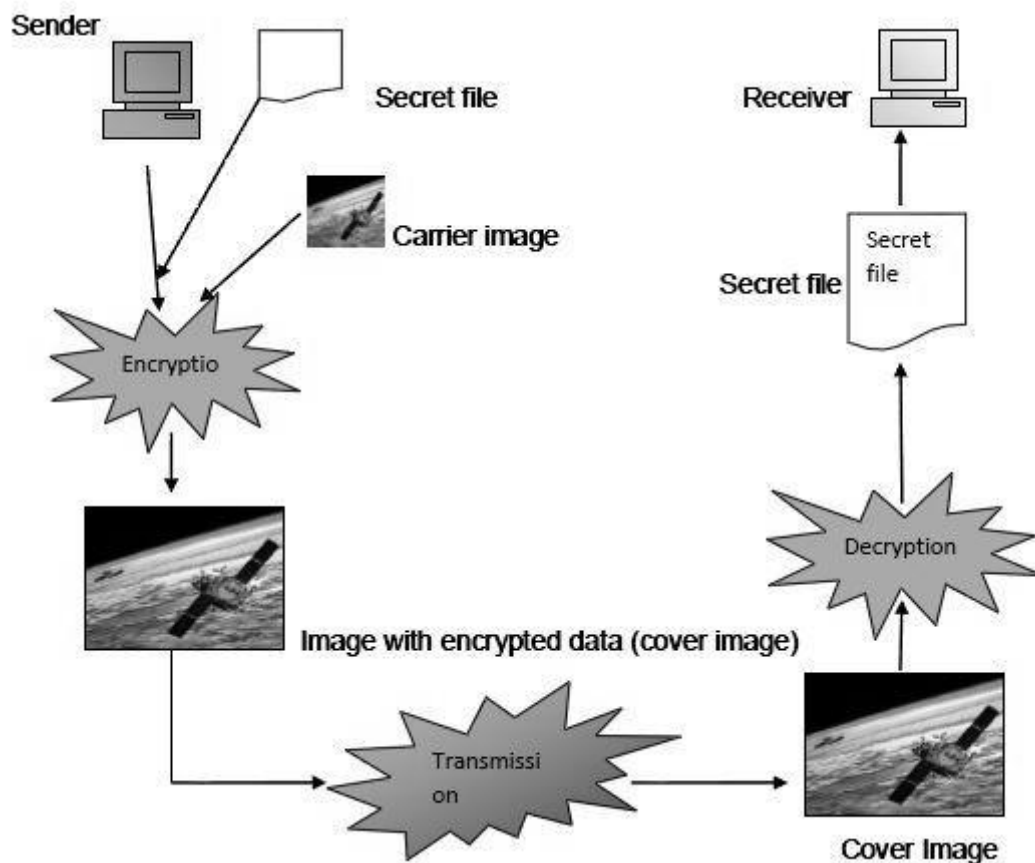 Sender
Secret file
Carrier image
Encryptio
Image with encrypted data (cover image)
Transmissi
on
Cover Image
Decryption
Secret file
Secret
file
Receiver